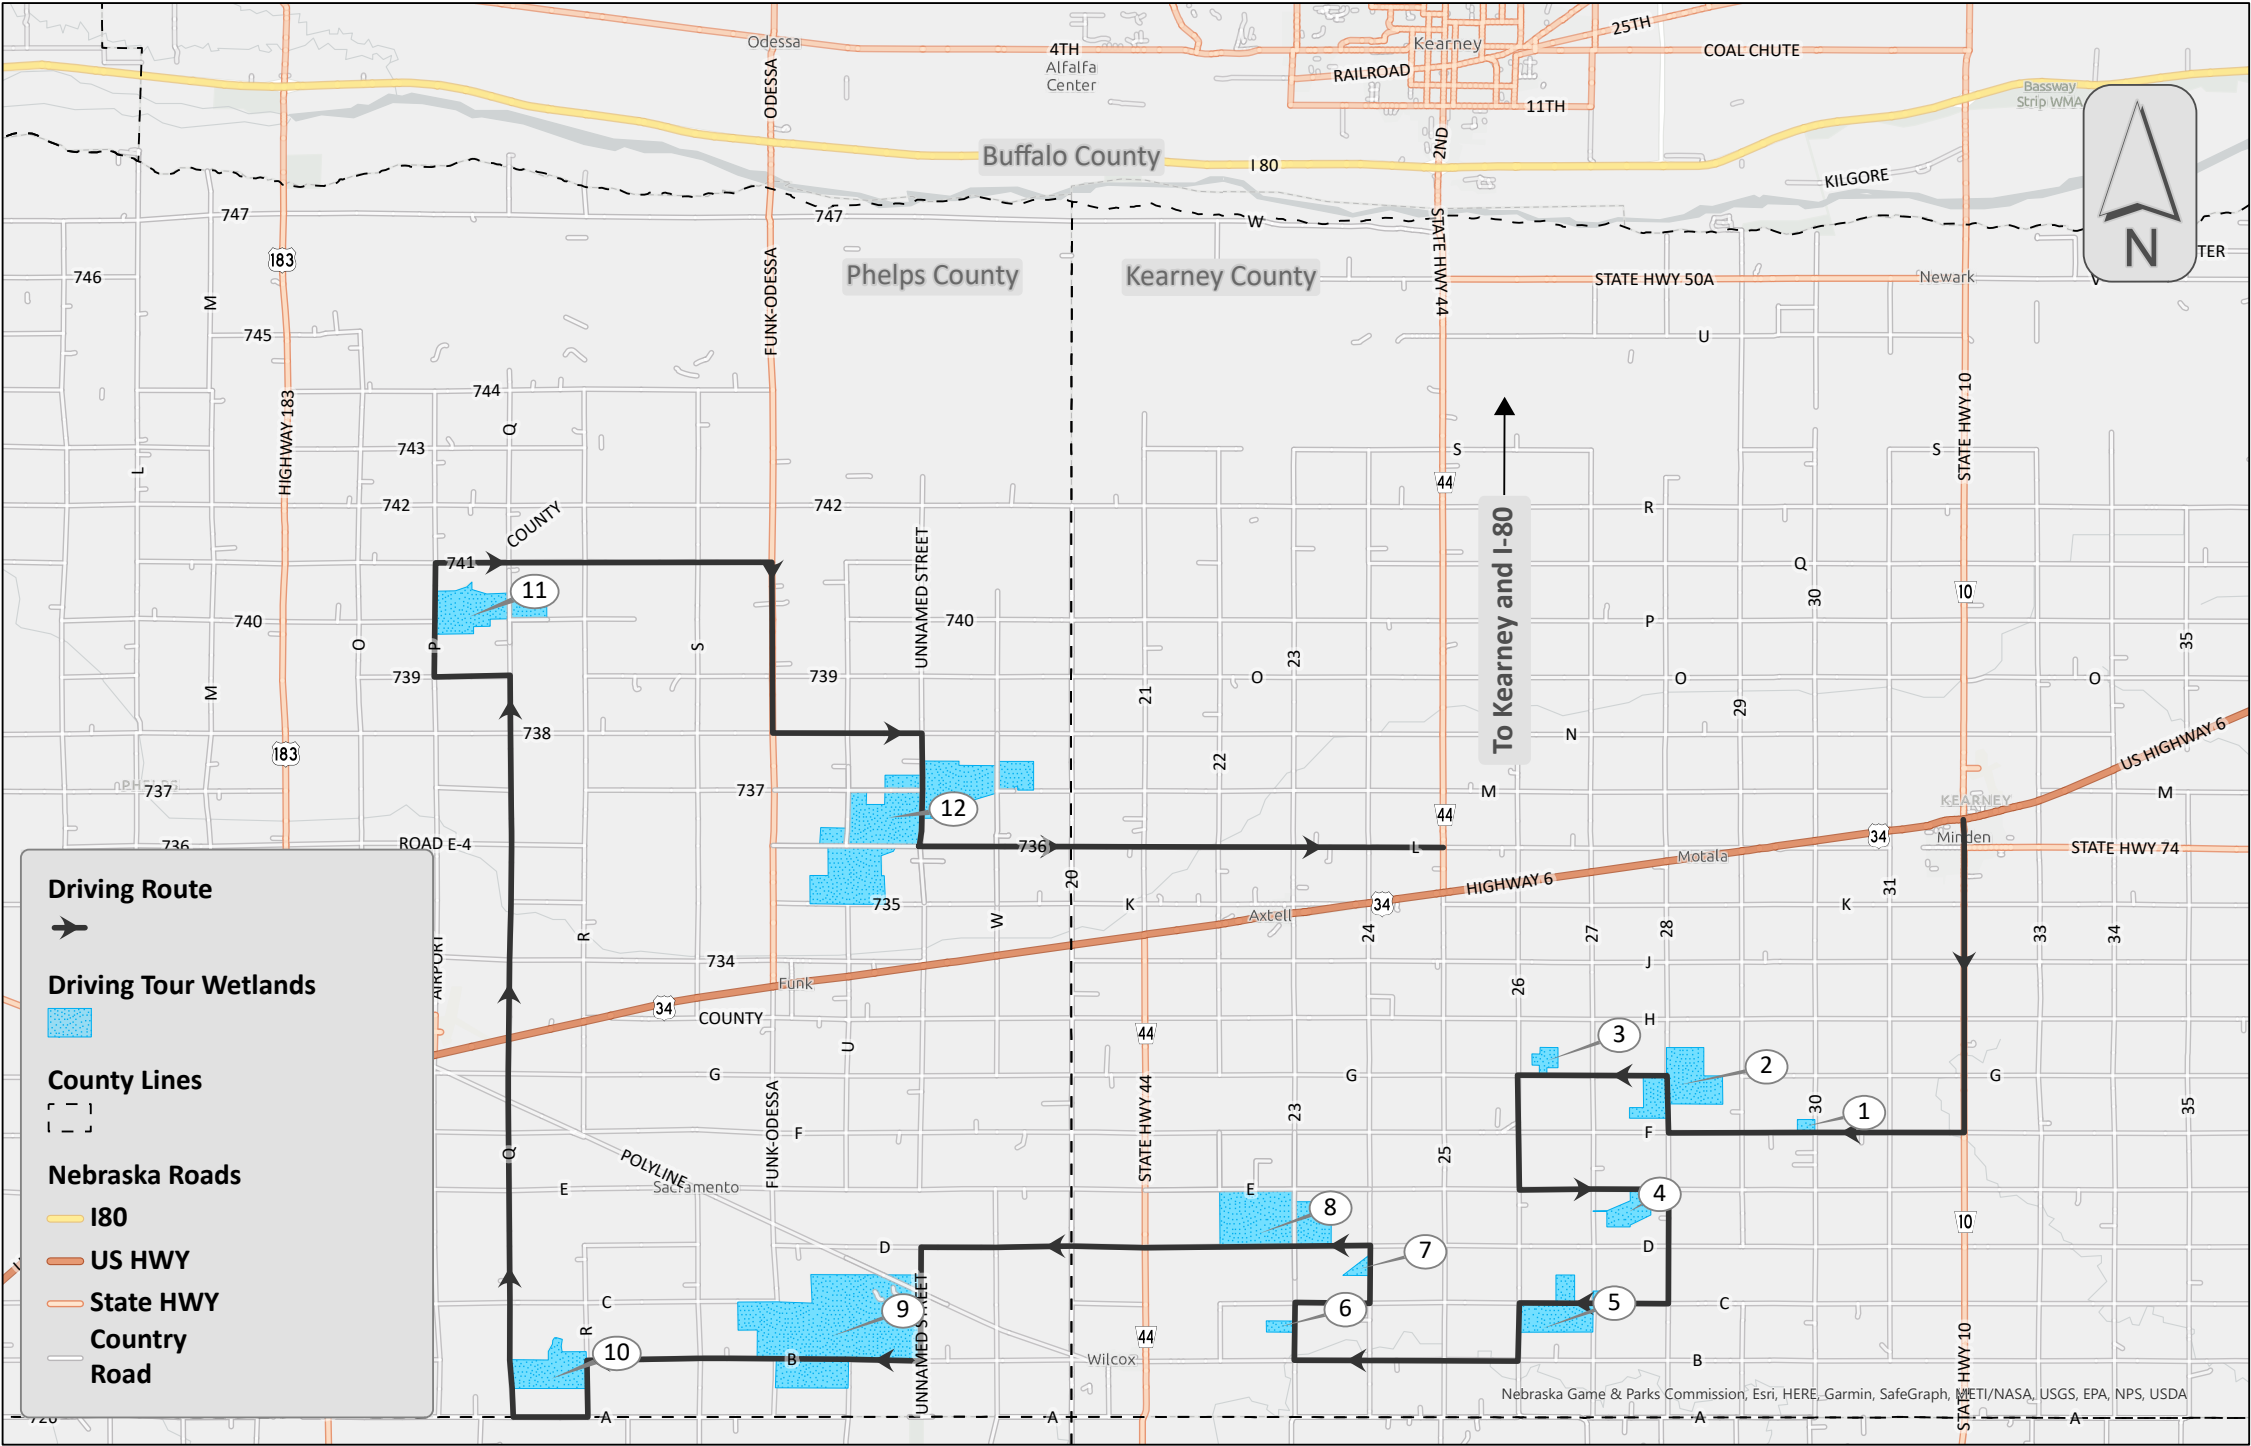 Odessa
4TH
Alfalfa
Center
Kearney
25TH
COAL CHUTE
RAILROAD
11TH
Bassway
Strip WMA
ODESSA
2ND
Buffalo County
I 80
KILGORE
747
747
W
TER
N
183
746
Phelps County
Kearney County
STATE HWY 44
STATE HWY 50A
Newark
M
FUNK-ODESSA
745
U
744
HIGHWAY 183
STATE HWY 10
Q
743
S
S
L
44
742
COUNTY
742
R
741
UNNAMED STREET
To Kearney and I-80
Q
11
10
30
740
740
P
O
P
S
23
35
739
739
O
O
O
M
21
29
738
N
183
22
US HIGHWAY 6
PHELPS
737
737
M
M
KEARNEY
12
44
34
Minden
736
ROAD E-4
736
L
Motala
STATE HWY 74
20
HIGHWAY 6
31
735
K
34
K
Axtell
W
R
24
27
28
33
34
734
J
AIRPORT
Funk
26
34
COUNTY
44
H
U
3
2
G
G
G
FUNK-ODESSA
STATE HWY 44
23
30
1
35
F
F
Q
POLYLINE
25
E
Sacramento
E
4
8
10
D
D
7
UNNAMED STREET
C
9
6
5
C
R
44
10
B
Wilcox
B
STATE HWY 10
A
A
A
A
Driving Route
Driving Tour Wetlands
County Lines
Nebraska Roads
I80
US HWY
State HWY
Country
Road
Nebraska Game & Parks Commission, Esri, HERE, Garmin, SafeGraph, METI/NASA, USGS, EPA, NPS, USDA